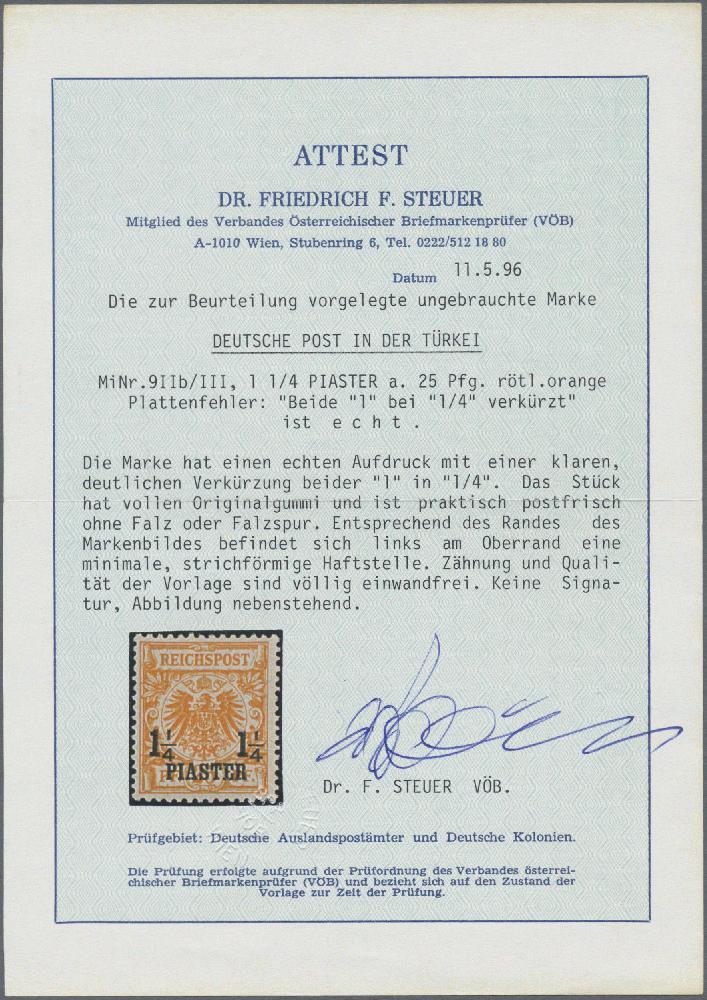 ATTEST
DR. FRIEDRICH F. STEUER
Mitglied des Verbandes Österreichischer Briefmarkenprüfer (VÖB)
A-1010 Wien, Stubenring 6, Tel. 0222/512 18 80
Datum 11.5.96
Die zur Beurteilung vorgelegte ungebrauchte Marke
DEUTSCHE POST IN DER TÜRKEI
MiNr.9IIb/III, 1 1/4 PIASTER a. 25 Pfg. rötl.orange
Plattenfehler: "Beide "1" bei "1/4" verkürzt"
ist e c h t .
Die Marke hat einen echten Aufdruck mit einer klaren,
deutlichen Verkürzung beider "1" in "1/4". Das Stück
hat vollen Originalgummi und ist praktisch postfrisch
ohne Falz oder Falzspur. Entsprechend des Randes des
Markenbildes befindet sich links am Oberrand eine
minimale, strichförmige Haftstelle. Zähnung und Quali-
tät der Vorlage sind völlig einwandfrei. Keine Signa-
tur, Abbildung nebenstehend.
REICHSPOST
1 1/4 1 1/4
PIASTER
Dr. F. STEUER VÖB.
Prüfgebiet: Deutsche Auslandspostämter und Deutsche Kolonien.
Die Prüfung erfolgte aufgrund der Prüfordnung des Verbandes österrei-
chischer Briefmarkenprüfer (VÖB) und bezieht sich auf den Zustand der
Vorlage zur Zeit der Prüfung.